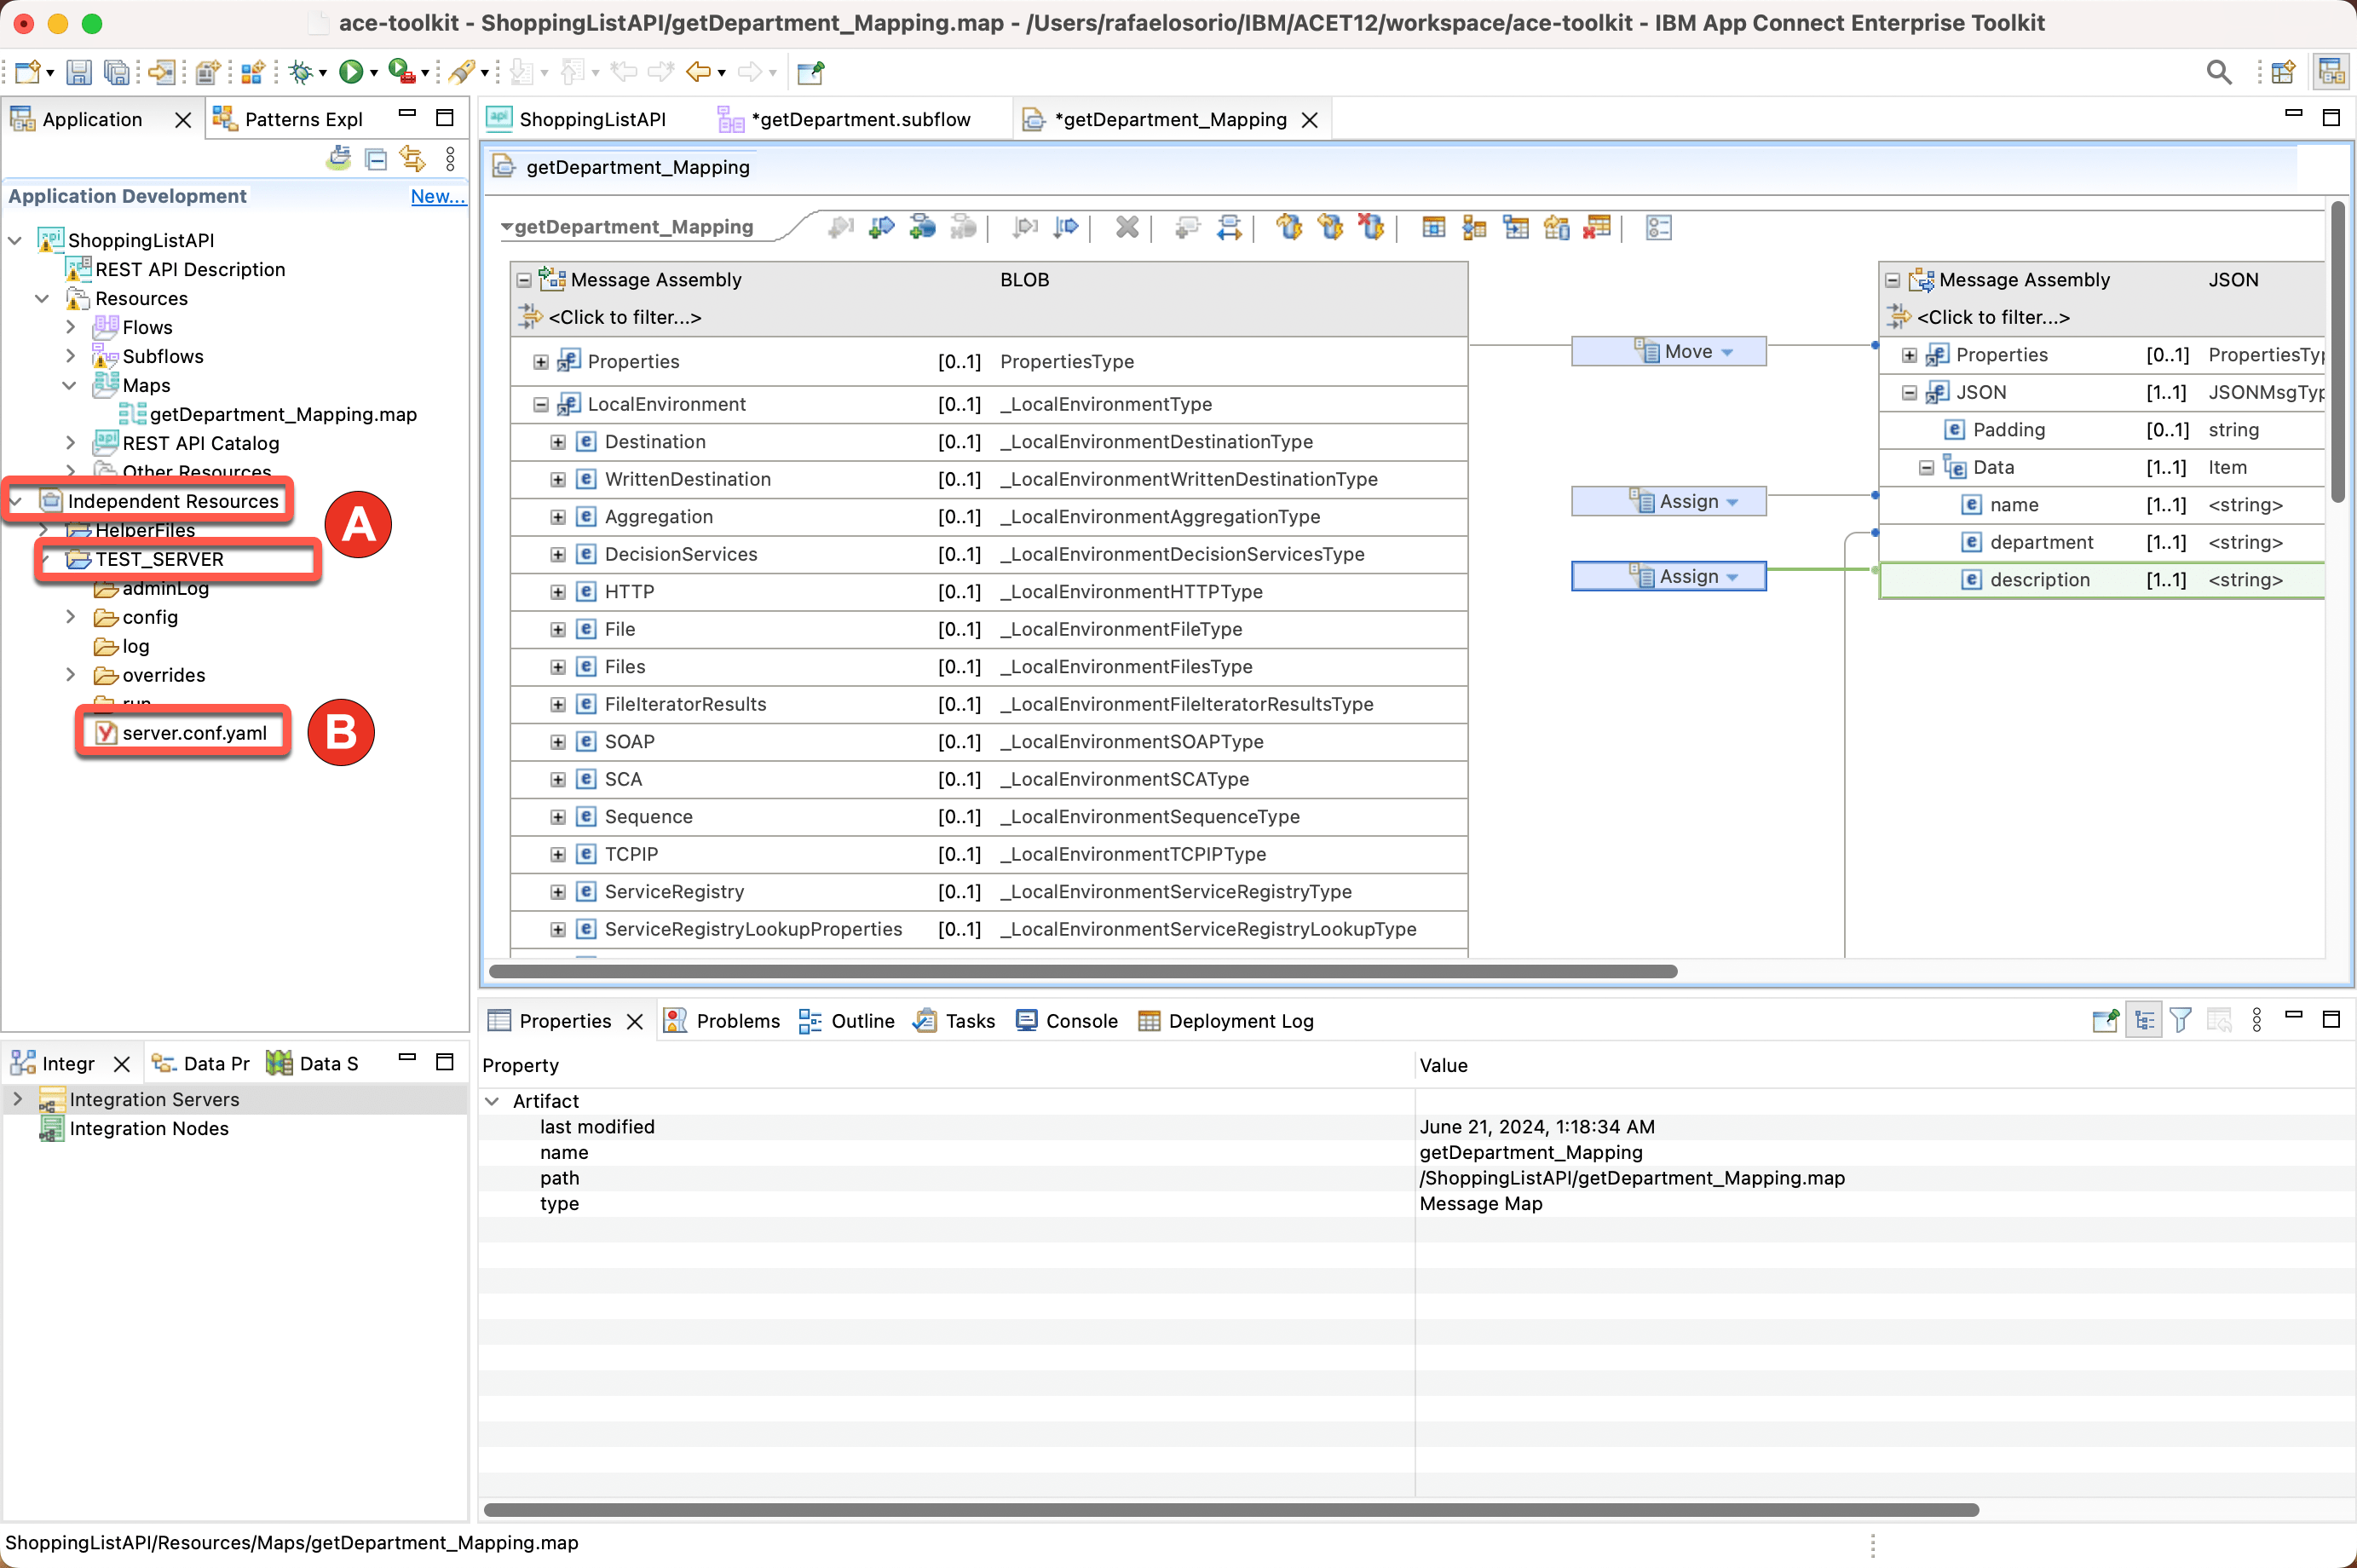 ace-toolkit - ShoppingListAPI/getDepartment_Mapping.map - /Users/rafaelosorio/IBM/ACET12/workspace/ace-toolkit - IBM App Connect Enterprise Toolkit
Application
Patterns Expl
Application Development
New...
ShoppingListAPI
REST API Description
Resources
Flows
Subflows
Maps
getDepartment_Mapping.map
REST API Catalog
Other Resources
Independent Resources
A
HelperFiles
TEST_SERVER
adminLog
config
log
overrides
run
server.conf.yaml
B
ShoppingListAPI
*getDepartment.subflow
*getDepartment_Mapping
getDepartment_Mapping
getDepartment_Mapping
Message Assembly BLOB
<Click to filter...>
Properties [0..1] PropertiesType
LocalEnvironment [0..1] _LocalEnvironmentType
Destination [0..1] _LocalEnvironmentDestinationType
WrittenDestination [0..1] _LocalEnvironmentWrittenDestinationType
Aggregation [0..1] _LocalEnvironmentAggregationType
DecisionServices [0..1] _LocalEnvironmentDecisionServicesType
HTTP [0..1] _LocalEnvironmentHTTPType
File [0..1] _LocalEnvironmentFileType
Files [0..1] _LocalEnvironmentFilesType
FileIteratorResults [0..1] _LocalEnvironmentFileIteratorResultsType
SOAP [0..1] _LocalEnvironmentSOAPType
SCA [0..1] _LocalEnvironmentSCAType
Sequence [0..1] _LocalEnvironmentSequenceType
TCPIP [0..1] _LocalEnvironmentTCPIPType
ServiceRegistry [0..1] _LocalEnvironmentServiceRegistryType
ServiceRegistryLookupProperties [0..1] _LocalEnvironmentServiceRegistryLookupType
Move
Assign
Assign
Message Assembly JSON
<Click to filter...>
Properties [0..1] PropertiesTyp
JSON [1..1] JSONMsgTyp
Padding [0..1] string
Data [1..1] Item
name [1..1] <string>
department [1..1] <string>
description [1..1] <string>
Integr
Data Pr
Data S
Integration Servers
Integration Nodes
Properties
Problems
Outline
Tasks
Console
Deployment Log
Property Value
Artifact
last modified June 21, 2024, 1:18:34 AM
name getDepartment_Mapping
path /ShoppingListAPI/getDepartment_Mapping.map
type Message Map
ShoppingListAPI/Resources/Maps/getDepartment_Mapping.map